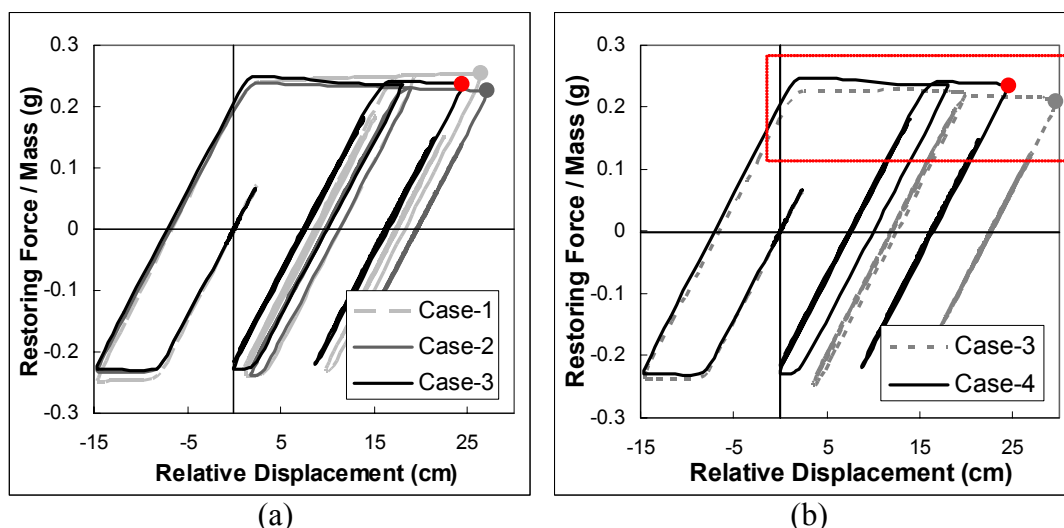 0.3
0.2
0.1
0
-0.1
-0.2
-0.3
-15 -5 5 15 25
Restoring Force / Mass (g)
Relative Displacement (cm)
Case-1
Case-2
Case-3
(a)
0.3
0.2
0.1
0
-0.1
-0.2
-0.3
-15 -5 5 15 25
Restoring Force / Mass (g)
Relative Displacement (cm)
Case-3
Case-4
(b)